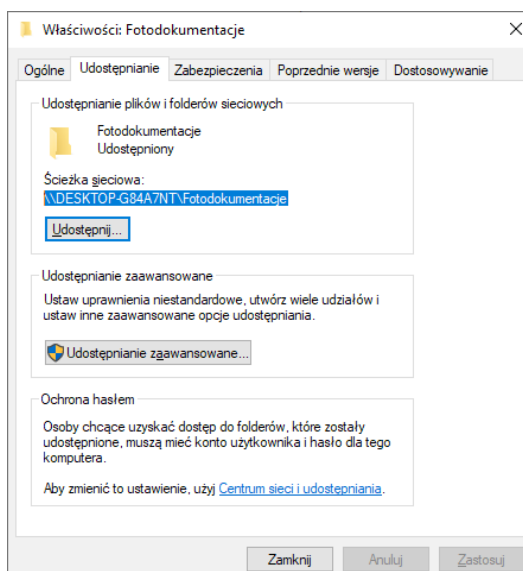 Właściwości: Fotodokumentacje
Ogólne Udostępnianie Zabezpieczenia Poprzednie wersje Dostosowywanie
Udostępnianie plików i folderów sieciowych
Fotodokumentacje
Udostępniony
Ścieżka sieciowa:
\\DESKTOP-G84A7NT\Fotodokumentacje
Udostępnij...
Udostępnianie zaawansowane
Ustaw uprawnienia niestandardowe, utwórz wiele udziałów i
ustaw inne zaawansowane opcje udostępniania.
Udostępnianie zaawansowane...
Ochrona hasłem
Osoby chcące uzyskać dostęp do folderów, które zostały
udostępnione, muszą mieć konto użytkownika i hasło dla tego
komputera.
Aby zmienić to ustawienie, użyj Centrum sieci i udostępniania.
Zamknij Anuluj Zastosuj